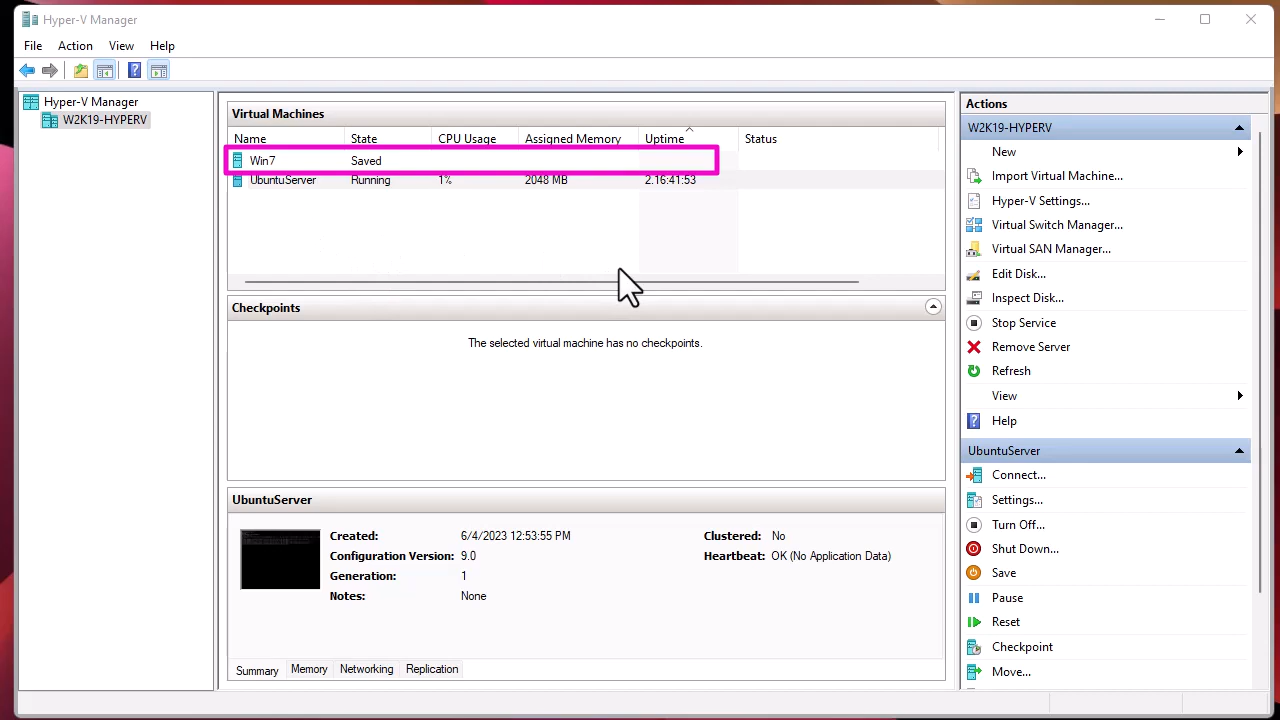 Hyper-V Manager
File Action View Help
Hyper-V Manager
W2K19-HYPERV
Virtual Machines
Name State CPU Usage Assigned Memory Uptime Status
Win7 Saved
UbuntuServer Running 1% 2048 MB 2.16:41:53
Checkpoints
The selected virtual machine has no checkpoints.
UbuntuServer
Created: 6/4/2023 12:53:55 PM Clustered: No
Configuration Version: 9.0 Heartbeat: OK (No Application Data)
Generation: 1
Notes: None
Summary Memory Networking Replication
Actions
W2K19-HYPERV
New
Import Virtual Machine...
Hyper-V Settings...
Virtual Switch Manager...
Virtual SAN Manager...
Edit Disk...
Inspect Disk...
Stop Service
Remove Server
Refresh
View
Help
UbuntuServer
Connect...
Settings...
Turn Off...
Shut Down...
Save
Pause
Reset
Checkpoint
Move...